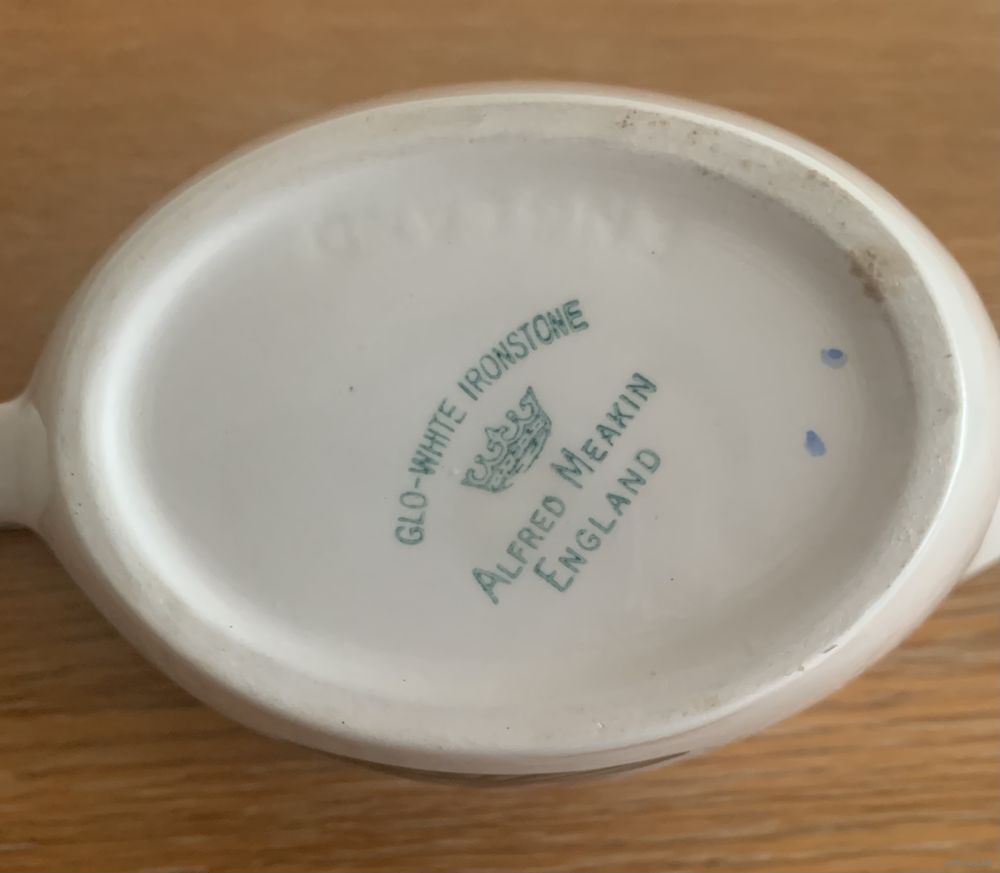 GLO-WHITE IRONSTONE
ALFRED MEAKIN
ENGLAND